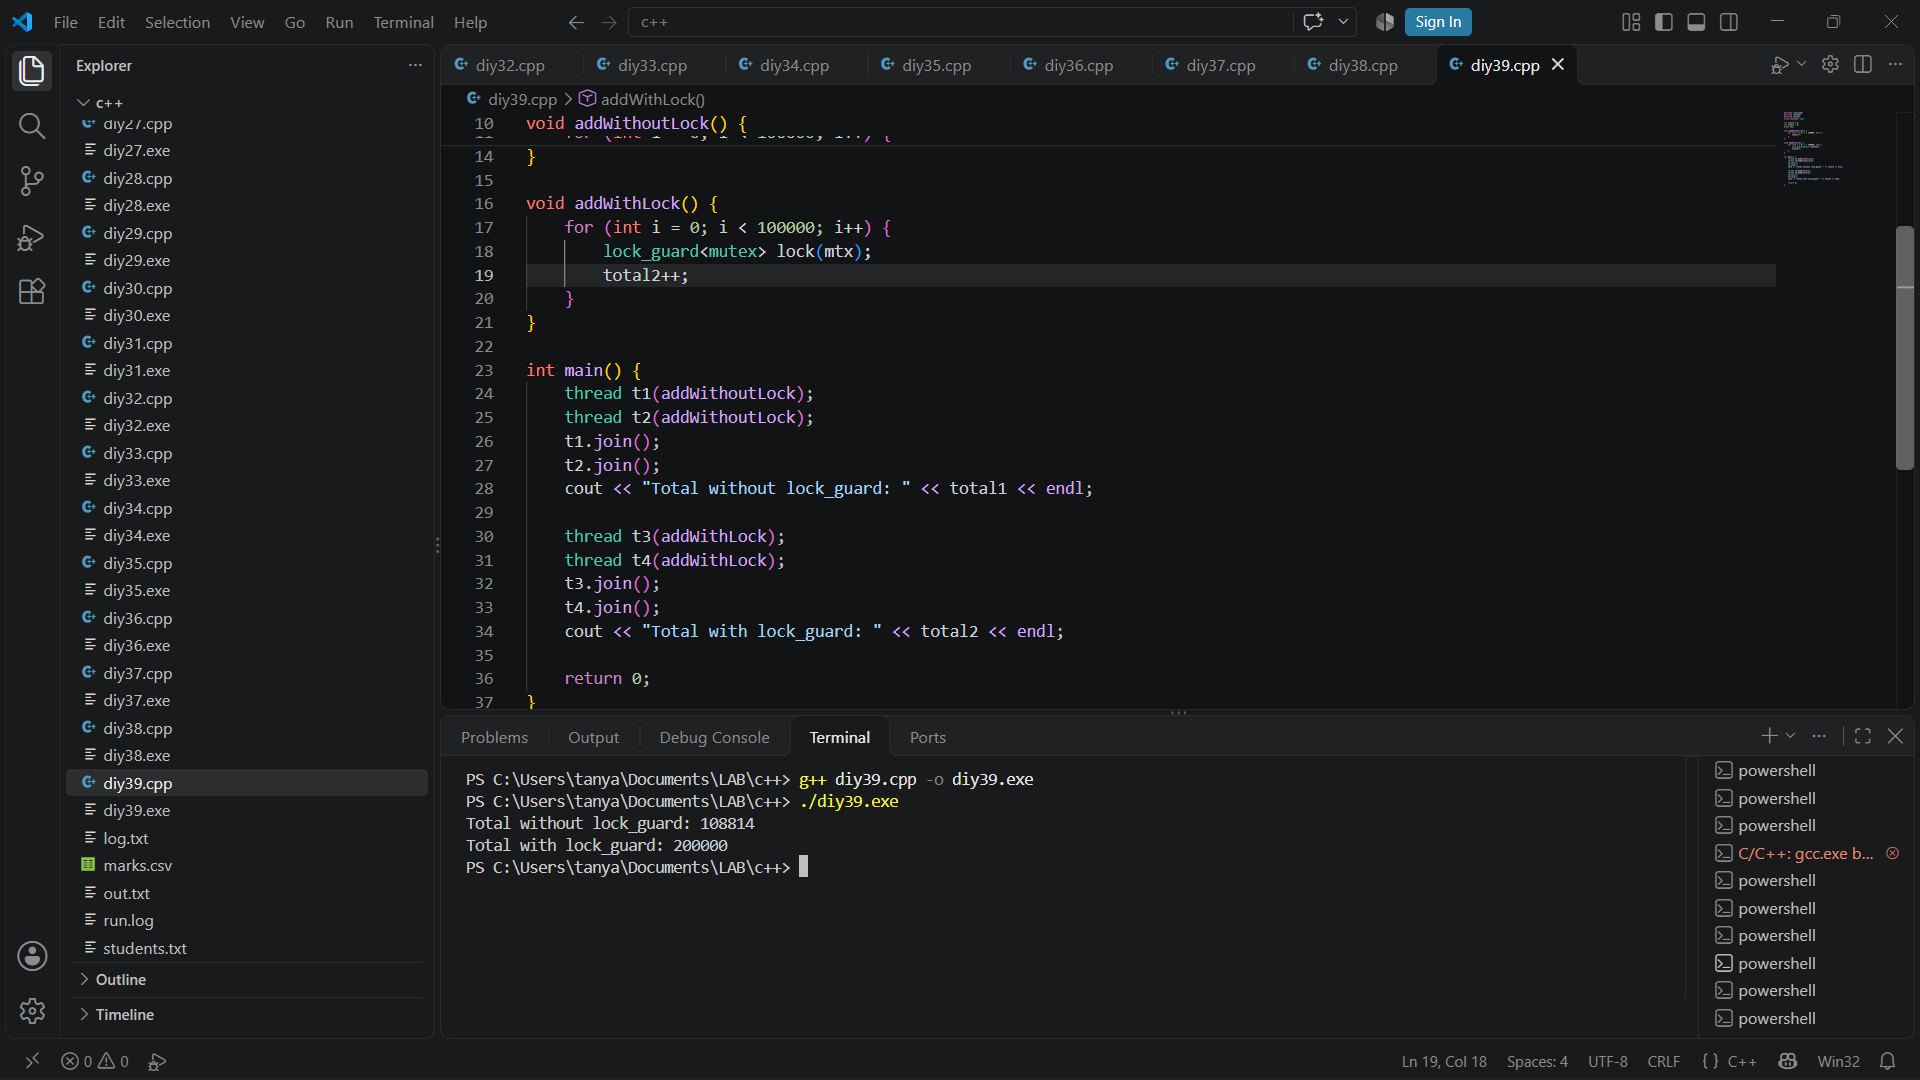 File Edit Selection View Go Run Terminal Help
c++
Sign In
Explorer
diy32.cpp diy33.cpp diy34.cpp diy35.cpp diy36.cpp diy37.cpp diy38.cpp diy39.cpp
c++
diy27.cpp
diy27.exe
diy28.cpp
diy28.exe
diy29.cpp
diy29.exe
diy30.cpp
diy30.exe
diy31.cpp
diy31.exe
diy32.cpp
diy32.exe
diy33.cpp
diy33.exe
diy34.cpp
diy34.exe
diy35.cpp
diy35.exe
diy36.cpp
diy36.exe
diy37.cpp
diy37.exe
diy38.cpp
diy38.exe
diy39.cpp
diy39.exe
log.txt
marks.csv
out.txt
run.log
students.txt
Outline
Timeline
diy39.cpp > addWithLock()
10 void addWithoutLock() {
14 }
15
16 void addWithLock() {
17 for (int i = 0; i < 100000; i++) {
18 lock_guard<mutex> lock(mtx);
19 total2++;
20 }
21 }
22
23 int main() {
24 thread t1(addWithoutLock);
25 thread t2(addWithoutLock);
26 t1.join();
27 t2.join();
28 cout << "Total without lock_guard: " << total1 << endl;
29
30 thread t3(addWithLock);
31 thread t4(addWithLock);
32 t3.join();
33 t4.join();
34 cout << "Total with lock_guard: " << total2 << endl;
35
36 return 0;
37 }
Problems Output Debug Console Terminal Ports
PS C:\Users\tanya\Documents\LAB\c++> g++ diy39.cpp -o diy39.exe
PS C:\Users\tanya\Documents\LAB\c++> ./diy39.exe
Total without lock_guard: 108814
Total with lock_guard: 200000
PS C:\Users\tanya\Documents\LAB\c++>
powershell
powershell
powershell
C/C++: gcc.exe b...
powershell
powershell
powershell
powershell
powershell
powershell
0 0
Ln 19, Col 18 Spaces: 4 UTF-8 CRLF {} C++ Win32